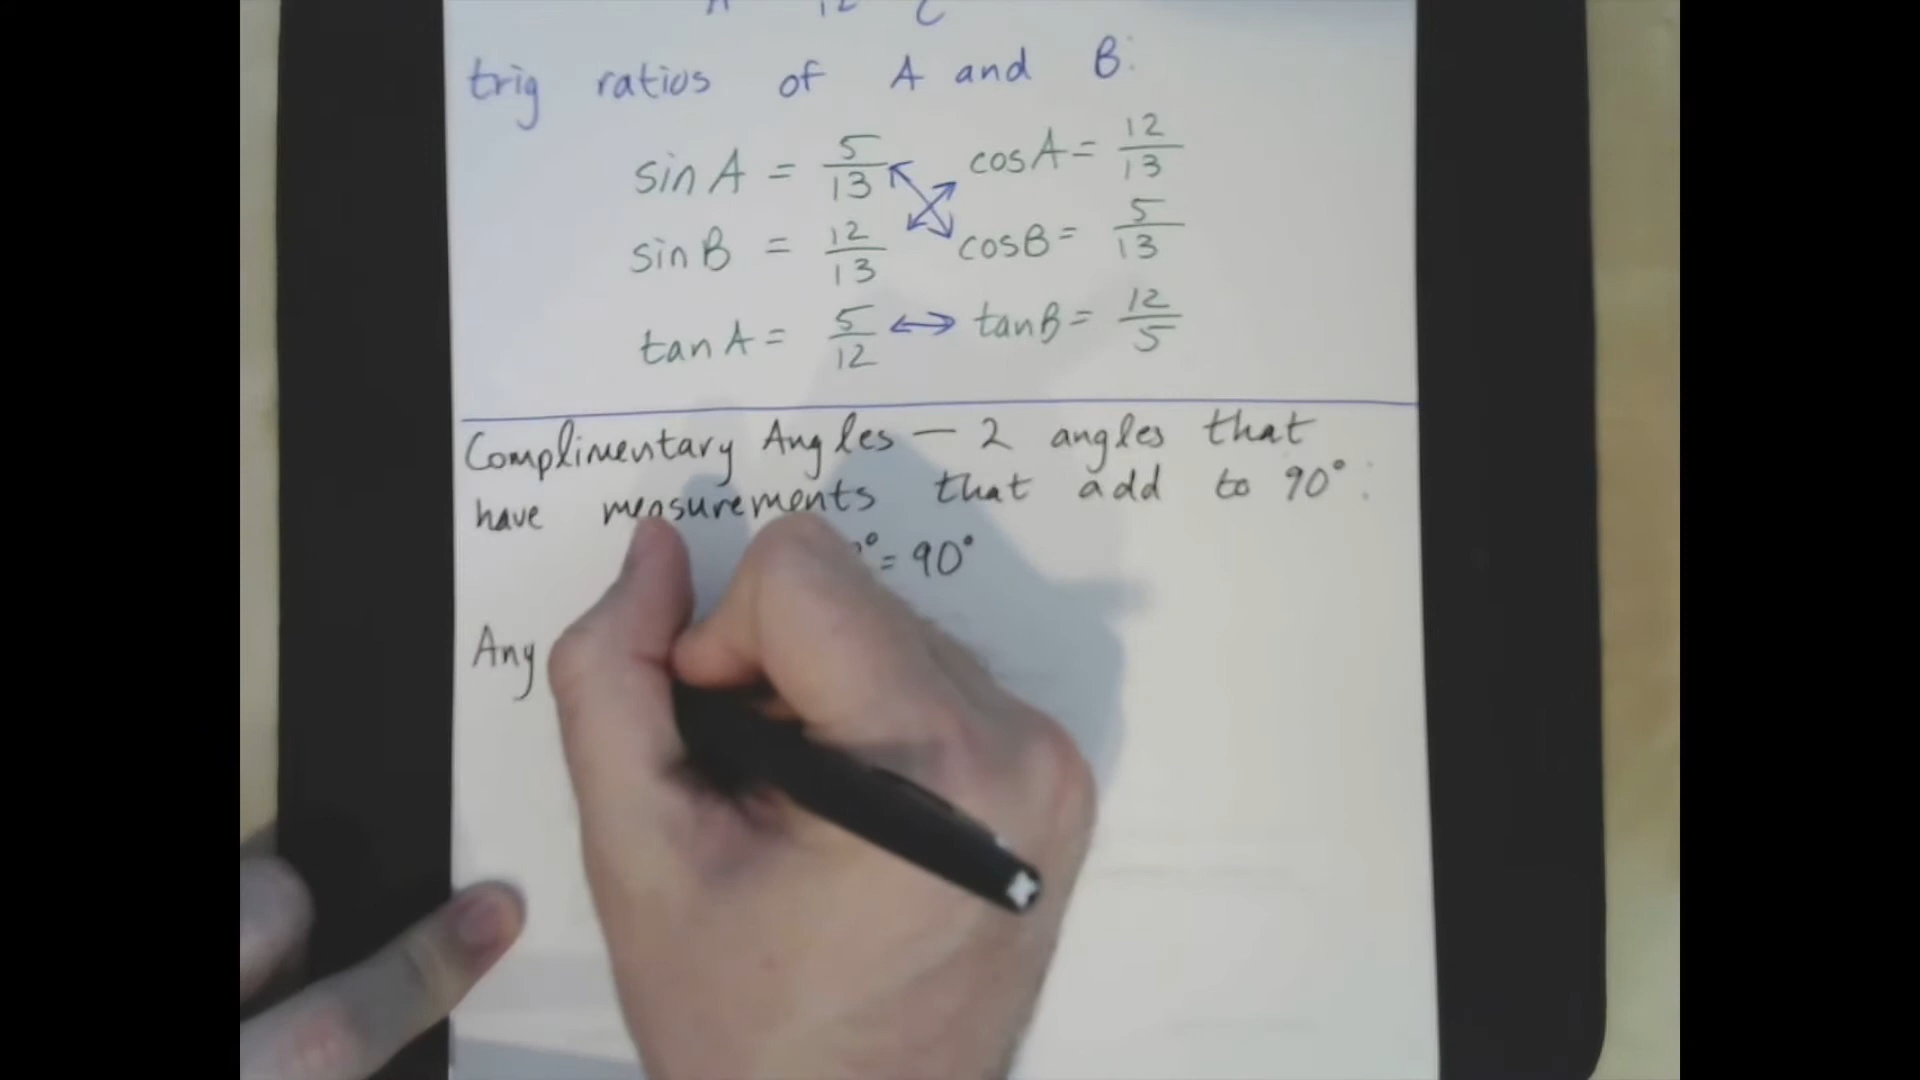 A 12 C
trig ratios of A and B:
sin A = 5/13 cos A = 12/13
sin B = 12/13 cos B = 5/13
tan A = 5/12 ↔ tan B = 12/5
Complimentary Angles — 2 angles that
have measurements that add to 90°:
° = 90°
Any